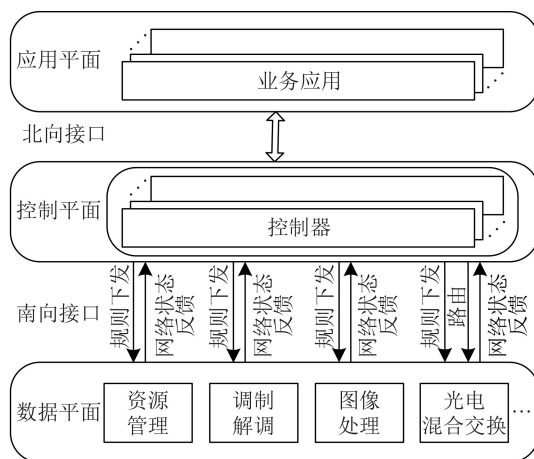 应用平面
业务应用
北向接口
控制平面
控制器
南向接口
规则下发
网络状态
反馈
规则下发
网络状态
反馈
规则下发
网络状态
反馈
规则下发
路由
网络状态
反馈
数据平面
资源
管理
调制
解调
图像
处理
光电
混合交换
…